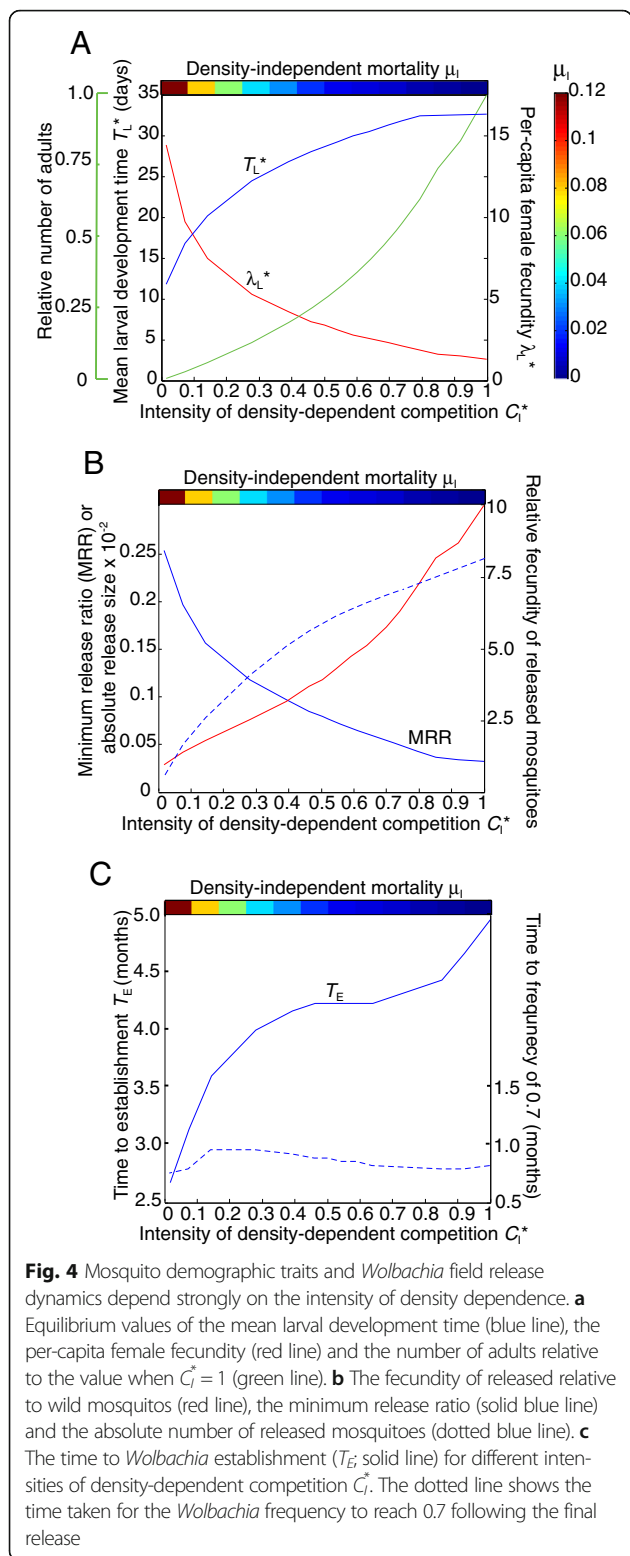 A
Density-independent mortality μI
Relative number of adults
1.0
0.75
0.5
0.25
0
Mean larval development time TL* (days)
35
30
25
20
15
10
5
0
TL*
λL*
15
10
5
0
Per-capita female fecundity λL*
μI
0.12
0.1
0.08
0.06
0.04
0.02
0
0 0.1 0.2 0.3 0.4 0.5 0.6 0.7 0.8 0.9 1
Intensity of density-dependent competition CI*
B
Density-independent mortality μI
Minimum release ratio (MRR) or
absolute release size x 10-2
0.25
0.2
0.15
0.1
0.05
0
MRR
10
7.5
5.0
2.5
Relative fecundity of released mosquitoes
0 0.1 0.2 0.3 0.4 0.5 0.6 0.7 0.8 0.9 1
Intensity of density-dependent competition CI*
C
Density-independent mortality μI
Time to establishment TE (months)
5.0
4.5
4.0
3.5
3.0
2.5
TE
1.5
1.0
0.5
Time to frequnecy of 0.7 (months)
0 0.1 0.2 0.3 0.4 0.5 0.6 0.7 0.8 0.9 1
Intensity of density-dependent competition CI*
Fig. 4 Mosquito demographic traits and Wolbachia field release
dynamics depend strongly on the intensity of density dependence. a
Equilibrium values of the mean larval development time (blue line), the
per-capita female fecundity (red line) and the number of adults relative
to the value when CI* = 1 (green line). b The fecundity of released relative
to wild mosquitos (red line), the minimum release ratio (solid blue line)
and the absolute number of released mosquitoes (dotted blue line). c
The time to Wolbachia establishment (TE; solid line) for different inten-
sities of density-dependent competition CI*. The dotted line shows the
time taken for the Wolbachia frequency to reach 0.7 following the final
release